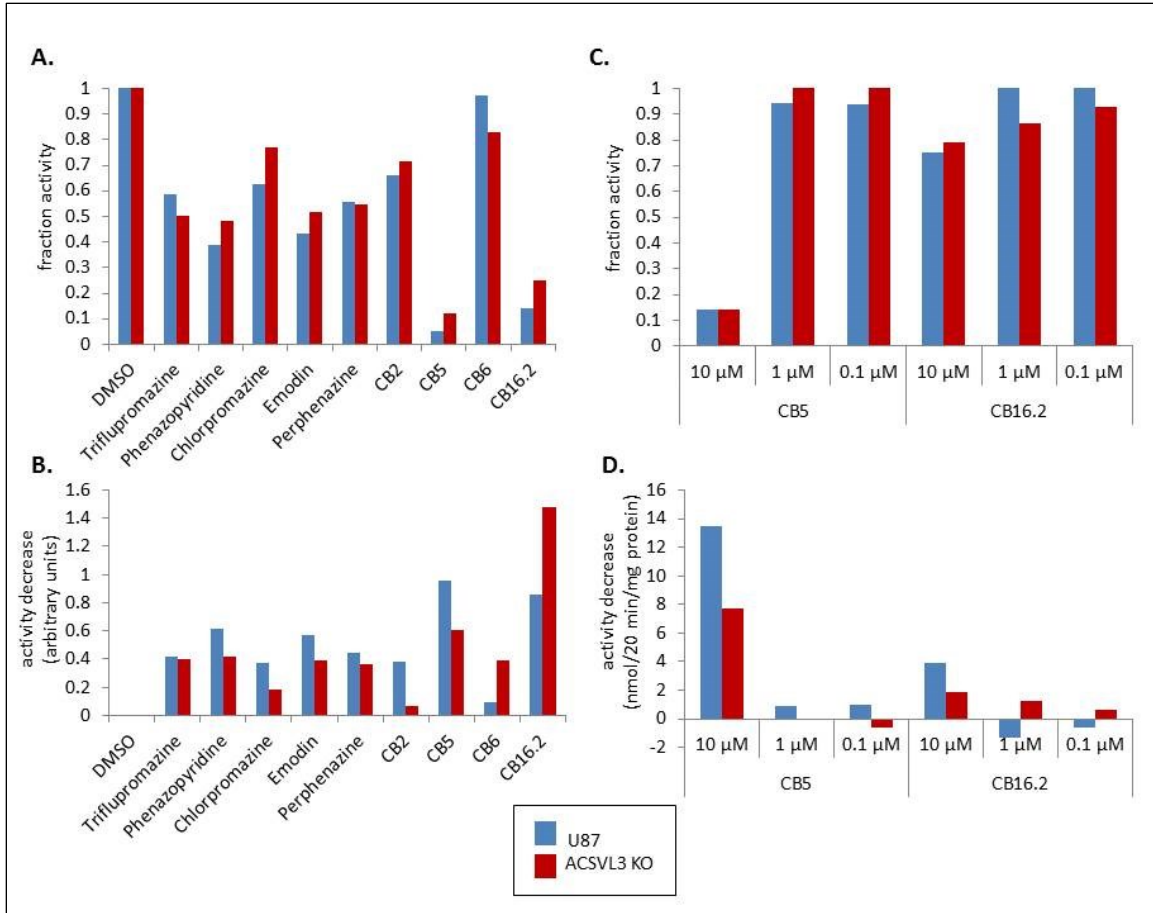 A.
1
0.9
0.8
0.7
0.6
0.5
0.4
0.3
0.2
0.1
0
fraction activity
DMSO
Triflupromazine
Phenazopyridine
Chlorpromazine
Emodin
Perphenazine
CB2
CB5
CB6
CB16.2
C.
1
0.9
0.8
0.7
0.6
0.5
0.4
0.3
0.2
0.1
0
fraction activity
10 µM 1 µM 0.1 µM 10 µM 1 µM 0.1 µM
CB5 CB16.2
B.
1.6
1.4
1.2
1
0.8
0.6
0.4
0.2
0
activity decrease
(arbitrary units)
DMSO
Triflupromazine
Phenazopyridine
Chlorpromazine
Emodin
Perphenazine
CB2
CB5
CB6
CB16.2
D.
16
14
12
10
8
6
4
2
0
-2
activity decrease
(nmol/20 min/mg protein)
10 µM 1 µM 0.1 µM 10 µM 1 µM 0.1 µM
CB5 CB16.2
U87
ACSVL3 KO